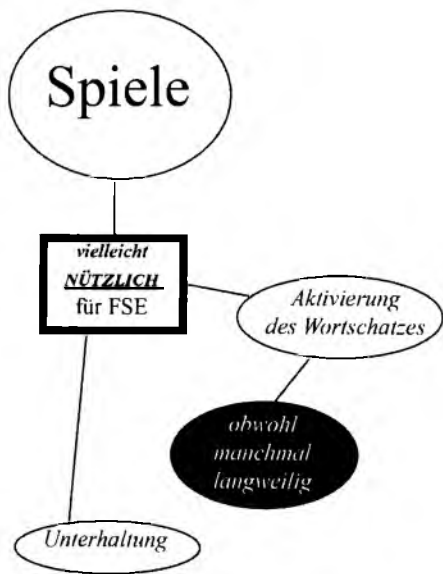 Spiele
vielleicht
NÜTZLICH
für FSE
Aktivierung
des Wortschatzes
obwohl
manchmal
langweilig
Unterhaltung